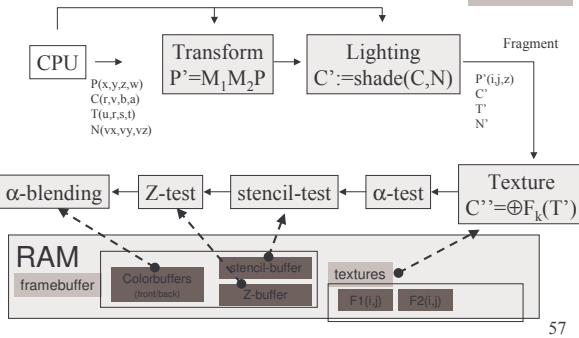 CPU
Transform
P'=M₁M₂P
Lighting
C':=shade(C,N)
Fragment
P(x,y,z,w)
C(r,v,b,a)
T(u,r,s,t)
N(vx,vy,vz)
P'(i,j,z)
C'
T'
N'
α-blending
Z-test
stencil-test
α-test
Texture
C''=⊕Fₖ(T')
RAM
framebuffer
Colorbuffers
(front/back)
stencil-buffer
Z-buffer
textures
F1(i,j)
F2(i,j)
57